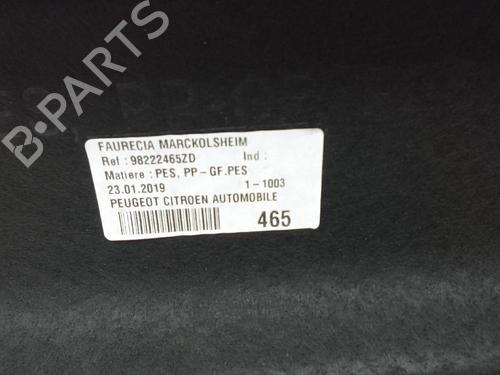 B-PARTS
FAURECIA MARCKOLSHEIM
Ref : 98222465ZD Ind :
Matiere : PES, PP-GF.PES
23.01.2019 1-1003
PEUGEOT CITROEN AUTOMOBILE
465